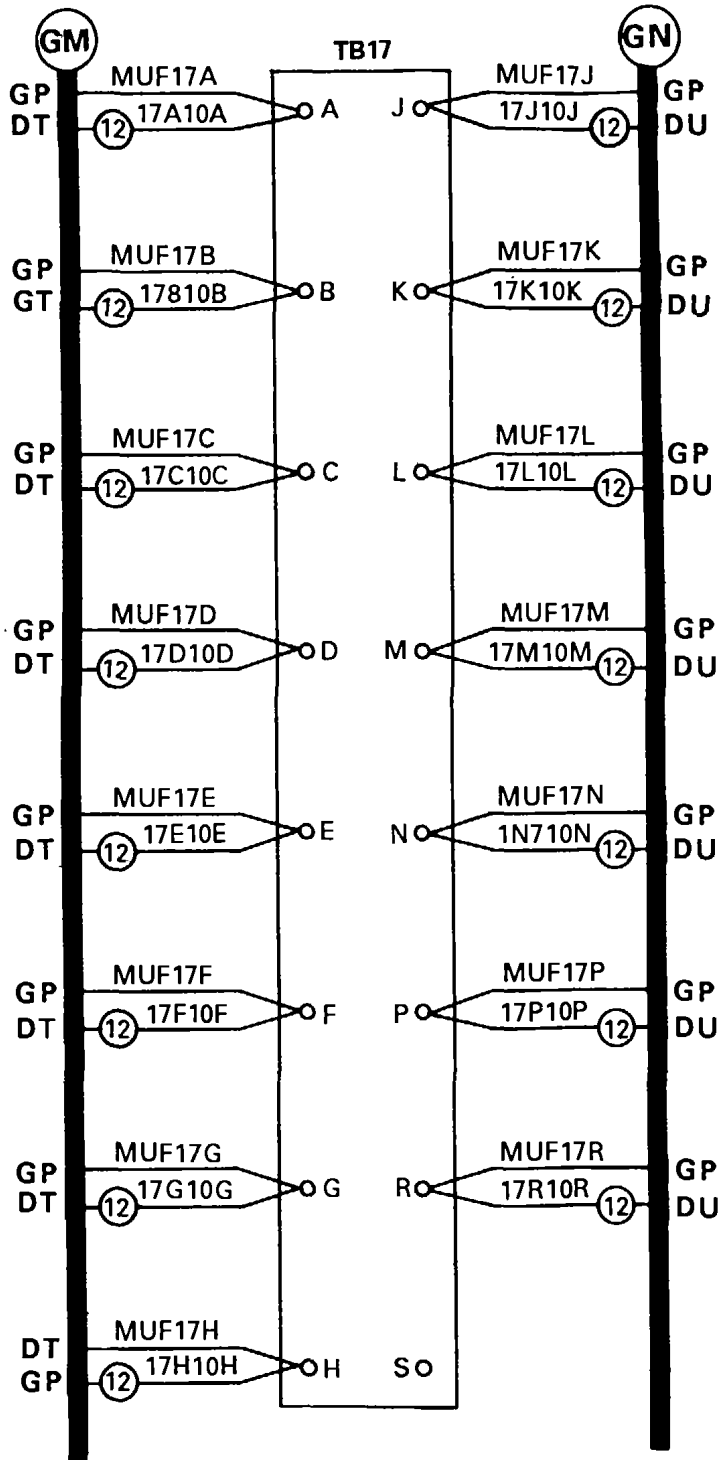 GM TB17 GN
GP MUF17A MUF17J GP
DT 12 17A10A A J 17J10J 12 DU
GP MUF17B MUF17K GP
GT 12 17810B B K 17K10K 12 DU
GP MUF17C MUF17L GP
DT 12 17C10C C L 17L10L 12 DU
GP MUF17D MUF17M GP
DT 12 17D10D D M 17M10M 12 DU
GP MUF17E MUF17N GP
DT 12 17E10E E N 1N710N 12 DU
GP MUF17F MUF17P GP
DT 12 17F10F F P 17P10P 12 DU
GP MUF17G MUF17R GP
DT 12 17G10G G R 17R10R 12 DU
DT MUF17H
GP 12 17H10H H S